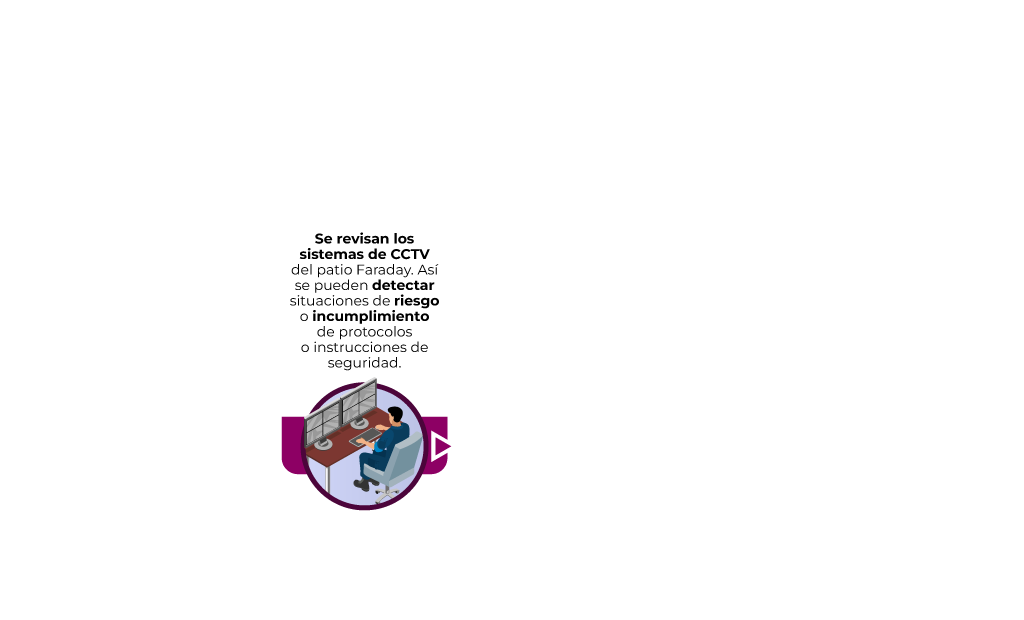 Se revisan los
sistemas de CCTV
del patio Faraday. Así
se pueden detectar
situaciones de riesgo
o incumplimiento
de protocolos
o instrucciones de
seguridad.